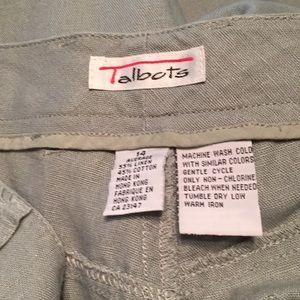 Talbots
14
AVERAGE
55% LINEN
45% COTTON
MADE IN
HONG KONG
FABRIQUE EN
HONG KONG
CA 23147
MACHINE WASH COLD
WITH SIMILAR COLORS
GENTLE CYCLE
ONLY NON - CHLORINE
BLEACH WHEN NEEDED
TUMBLE DRY LOW
WARM IRON